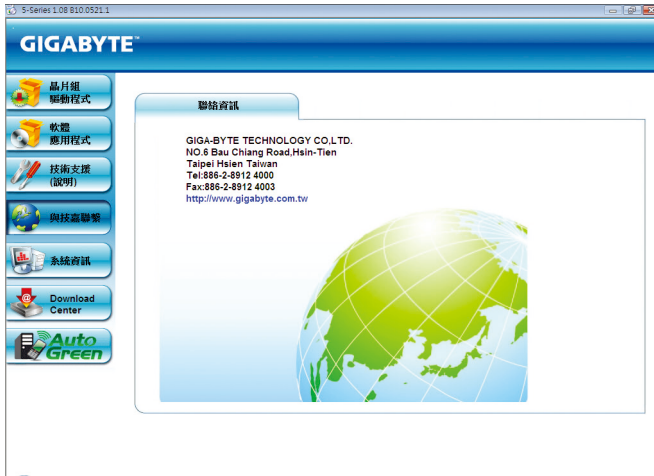 5-Series 1.08 B10.0521.1
GIGABYTE™
晶片組
驅動程式
軟體
應用程式
技術支援
(說明)
與技嘉聯繫
系統資訊
Download
Center
Auto
Green
聯絡資訊
GIGA-BYTE TECHNOLOGY CO,LTD.
NO.6 Bau Chiang Road,Hsin-Tien
Taipei Hsien Taiwan
Tel:886-2-8912 4000
Fax:886-2-8912 4003
http://www.gigabyte.com.tw